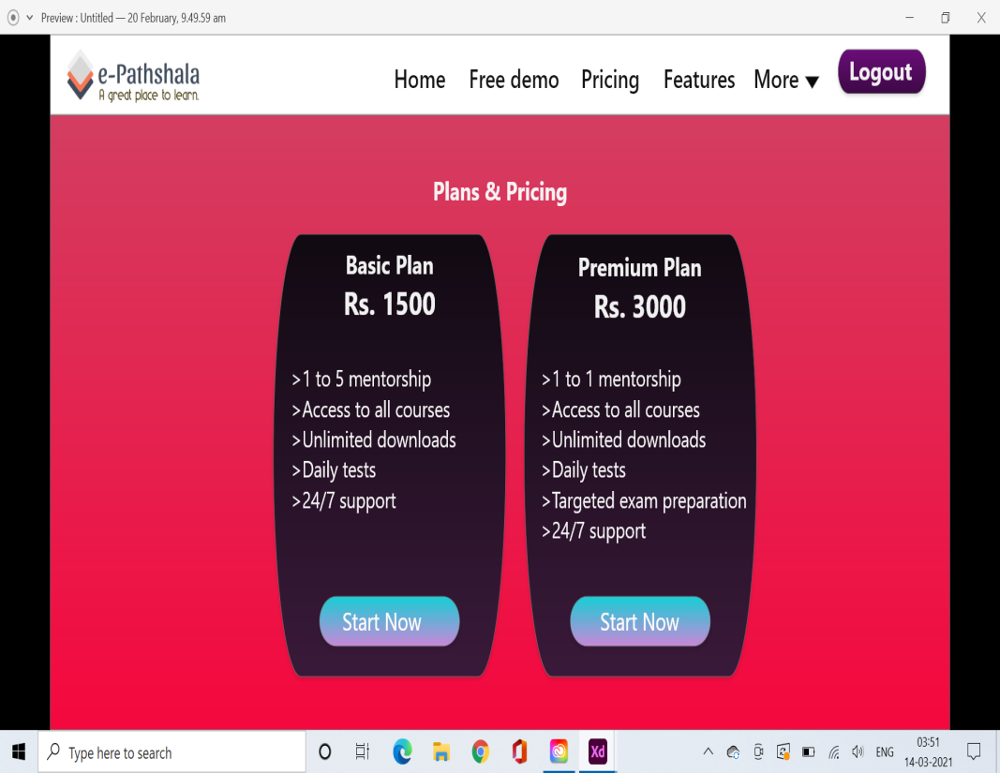 Preview : Untitled — 20 February, 9.49.59 am
e-Pathshala
A great place to learn.
Home Free demo Pricing Features More ▼ Logout
Plans & Pricing
Basic Plan
Rs. 1500
>1 to 5 mentorship
>Access to all courses
>Unlimited downloads
>Daily tests
>24/7 support
Start Now
Premium Plan
Rs. 3000
>1 to 1 mentorship
>Access to all courses
>Unlimited downloads
>Daily tests
>Targeted exam preparation
>24/7 support
Start Now
Type here to search
Xd
ENG
03:51
14-03-2021